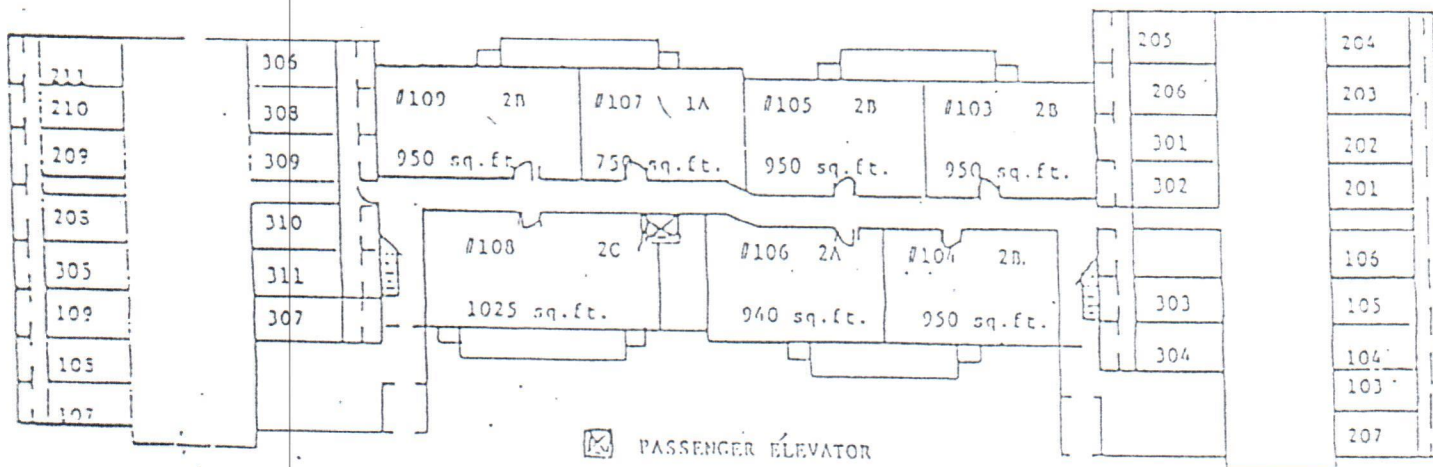 211
210
209
208
305
109
108
107
306
308
309
310
311
307
#109 2B
950 sq.ft.
#107 1A
750 sq.ft.
#105 2B
950 sq.ft.
#103 2B
950 sq.ft.
#108 2C
1025 sq.ft.
#106 2A
940 sq.ft.
#104 2B
950 sq.ft.
205
206
301
302
303
304
204
203
202
201
106
105
104
103
207
PASSENGER ELEVATOR